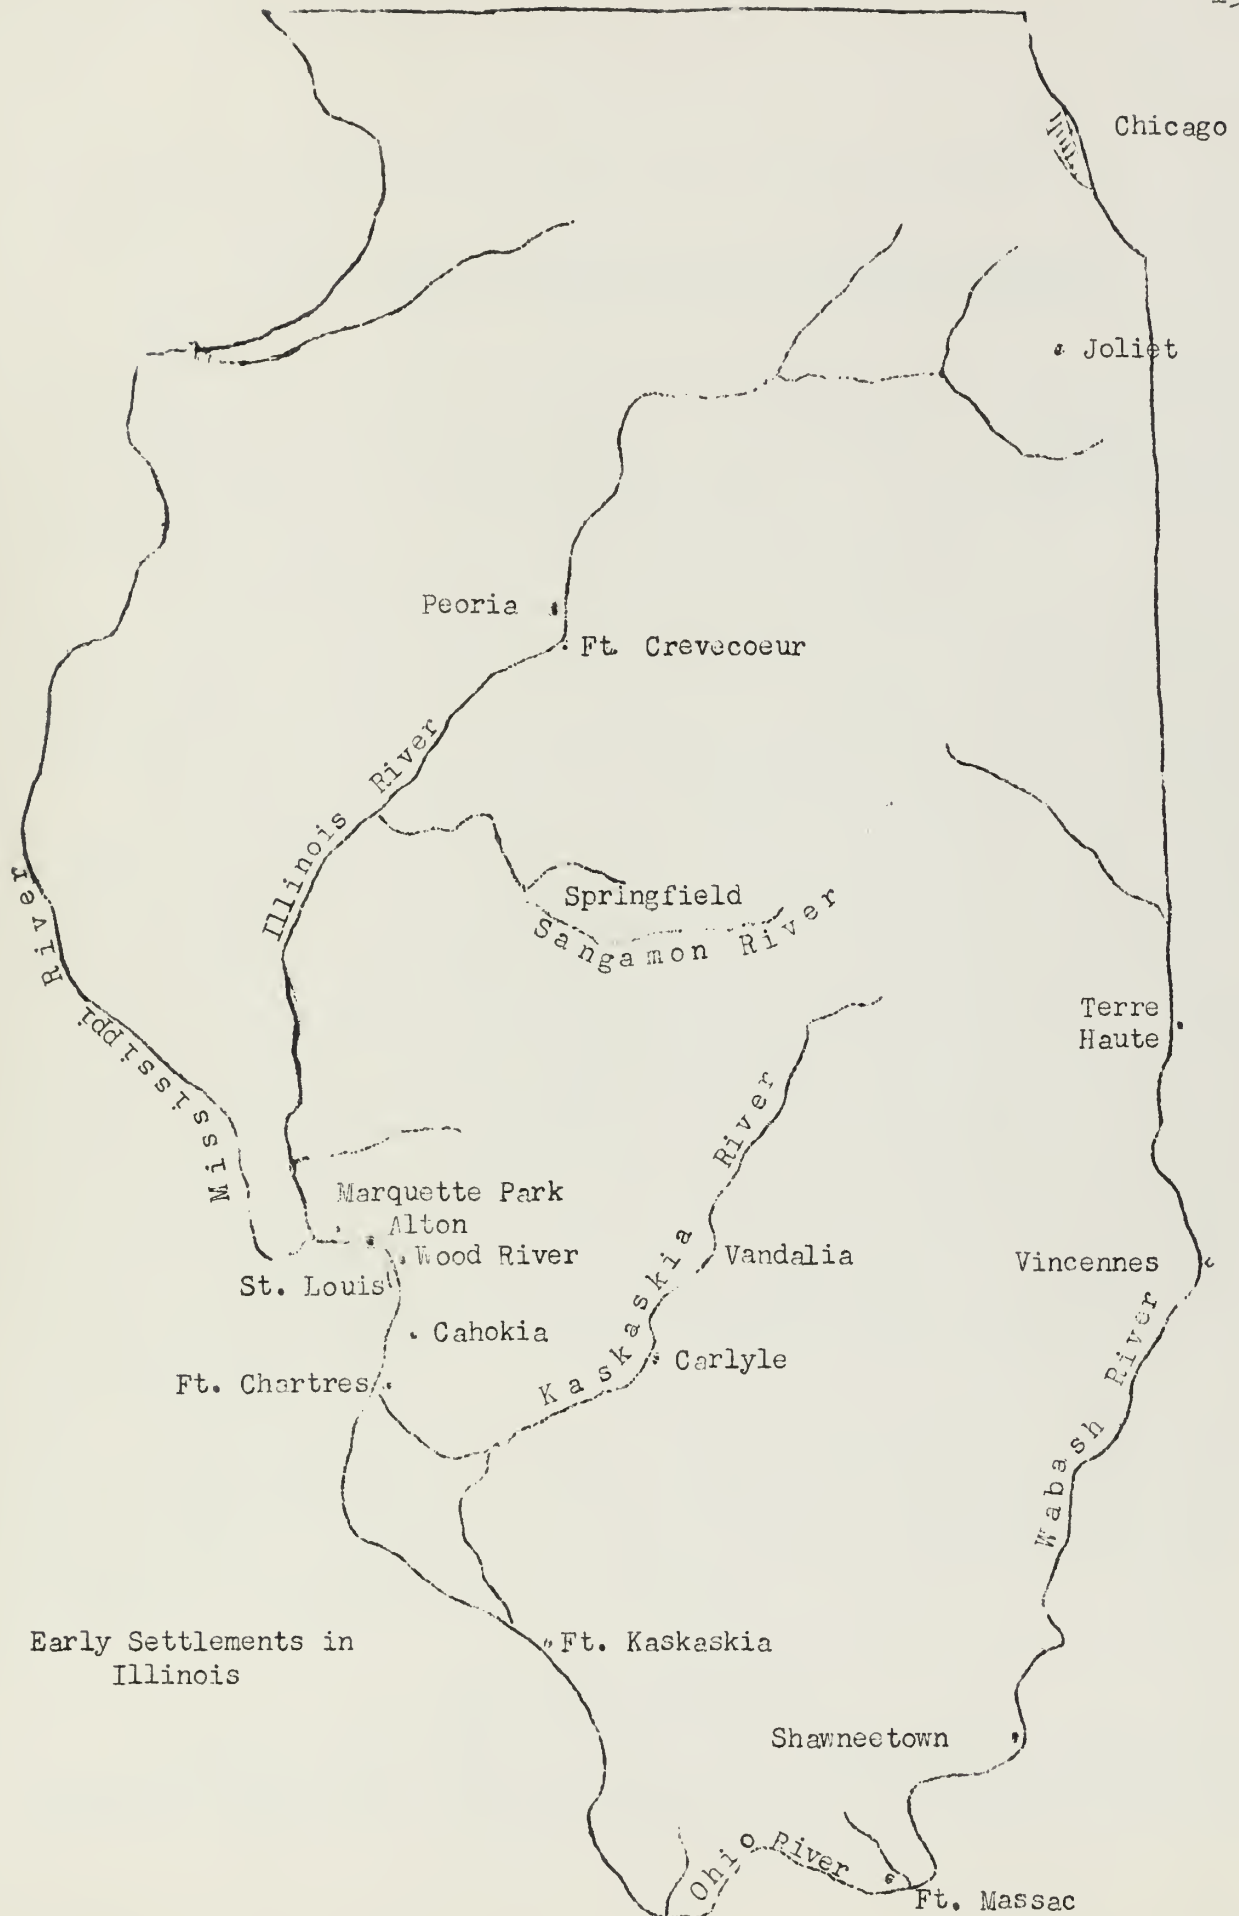 Chicago
Joliet
Peoria
Ft. Crevecoeur
Illinois River
Springfield
Sangamon River
Mississippi River
Terre
Haute
Marquette Park
Alton
Wood River
St. Louis
Kaskaskia River
Vandalia
Vincennes
Cahokia
Carlyle
Ft. Chartres
Wabash River
Early Settlements in
Illinois
Ft. Kaskaskia
Shawneetown
Ohio River
Ft. Massac